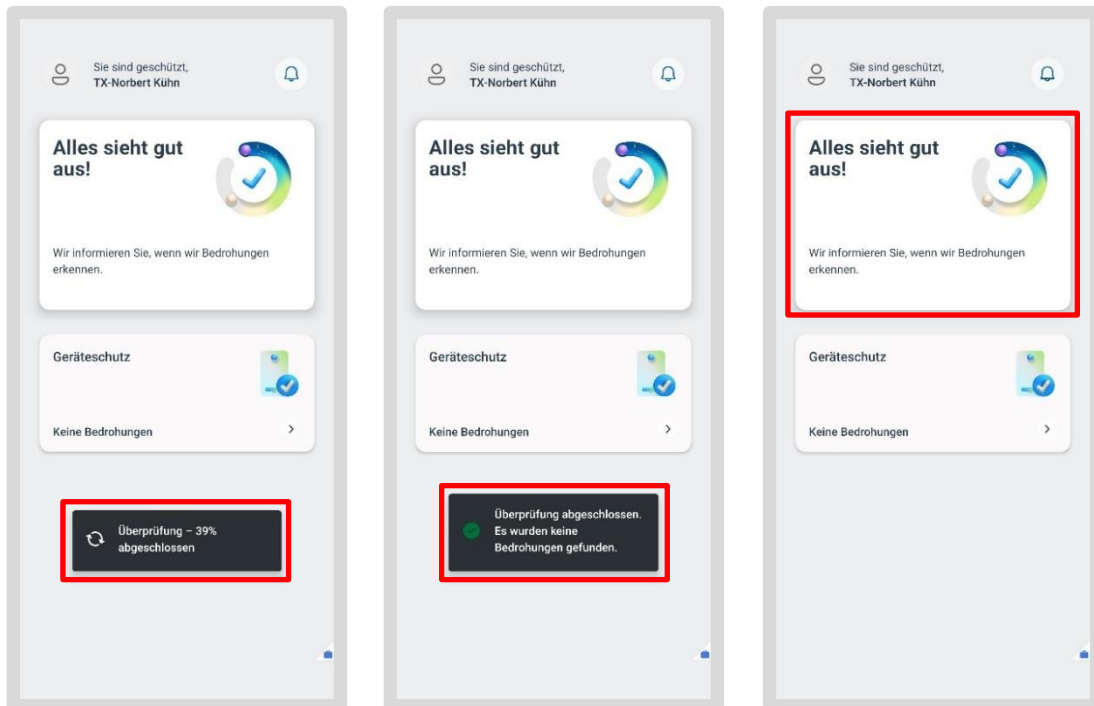 Sie sind geschützt,
TX-Norbert Kühn
Alles sieht gut
aus!
Wir informieren Sie, wenn wir Bedrohungen
erkennen.
Geräteschutz
Keine Bedrohungen
Überprüfung – 39%
abgeschlossen
Sie sind geschützt,
TX-Norbert Kühn
Alles sieht gut
aus!
Wir informieren Sie, wenn wir Bedrohungen
erkennen.
Geräteschutz
Keine Bedrohungen
Überprüfung abgeschlossen.
Es wurden keine
Bedrohungen gefunden.
Sie sind geschützt,
TX-Norbert Kühn
Alles sieht gut
aus!
Wir informieren Sie, wenn wir Bedrohungen
erkennen.
Geräteschutz
Keine Bedrohungen